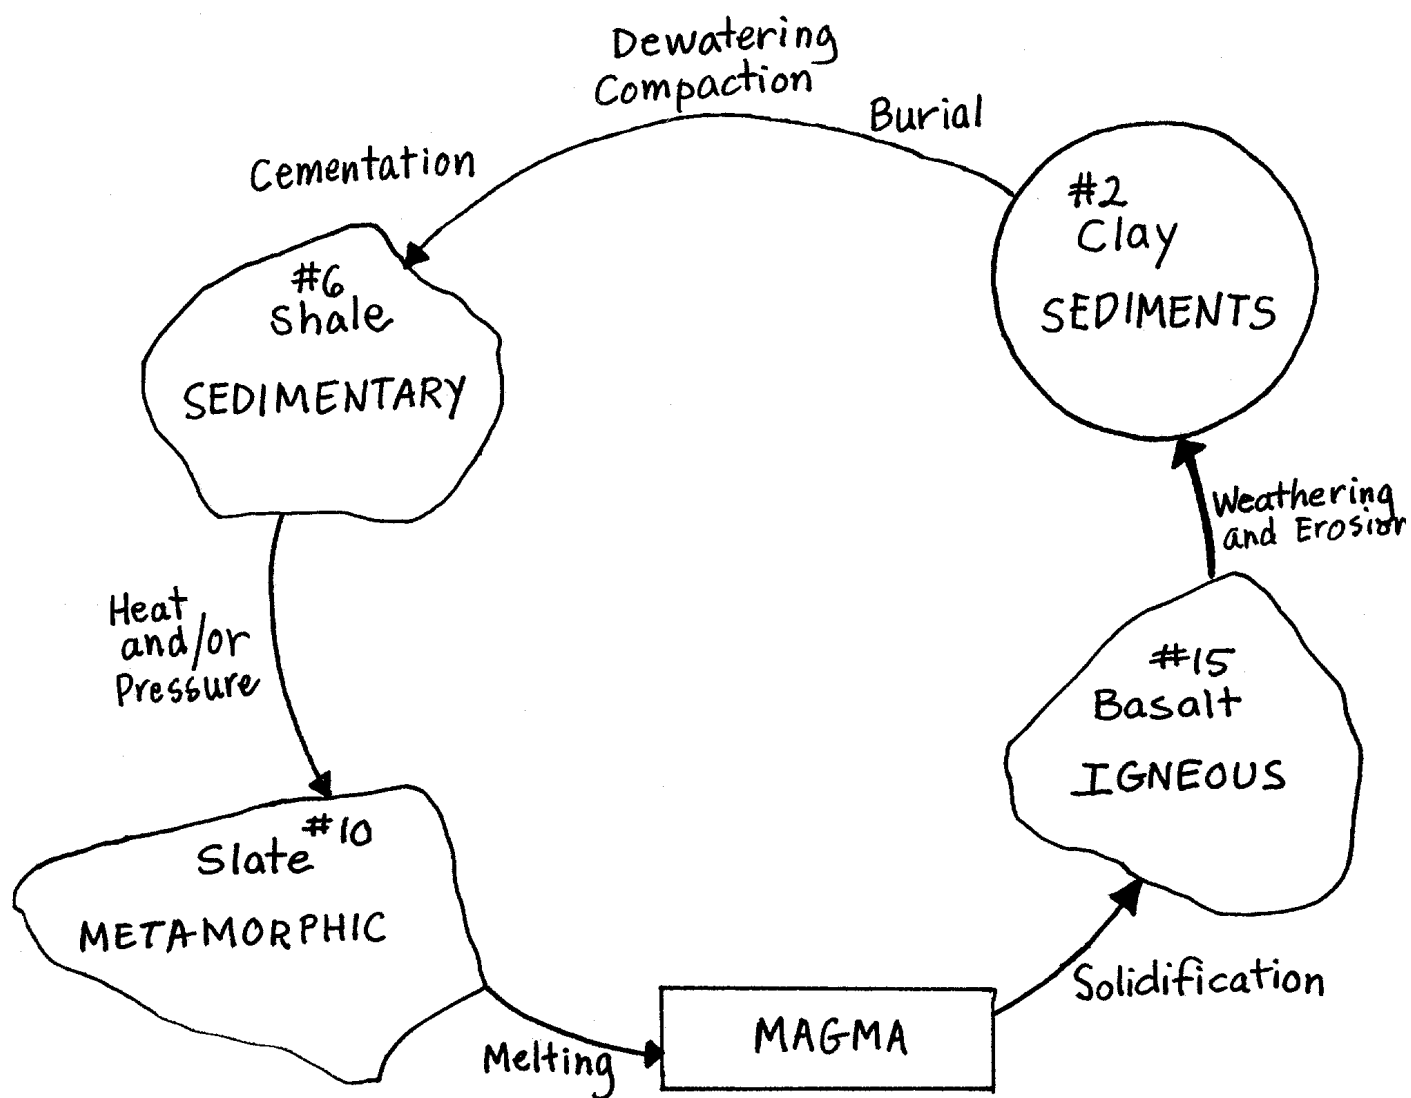 Dewatering
Compaction
Burial
Cementation
#2
Clay
SEDIMENTS
#6
Shale
SEDIMENTARY
Weathering
and Erosion
Heat
and/or
Pressure
#15
Basalt
IGNEOUS
#10
Slate
METAMORPHIC
Solidification
MAGMA
Melting